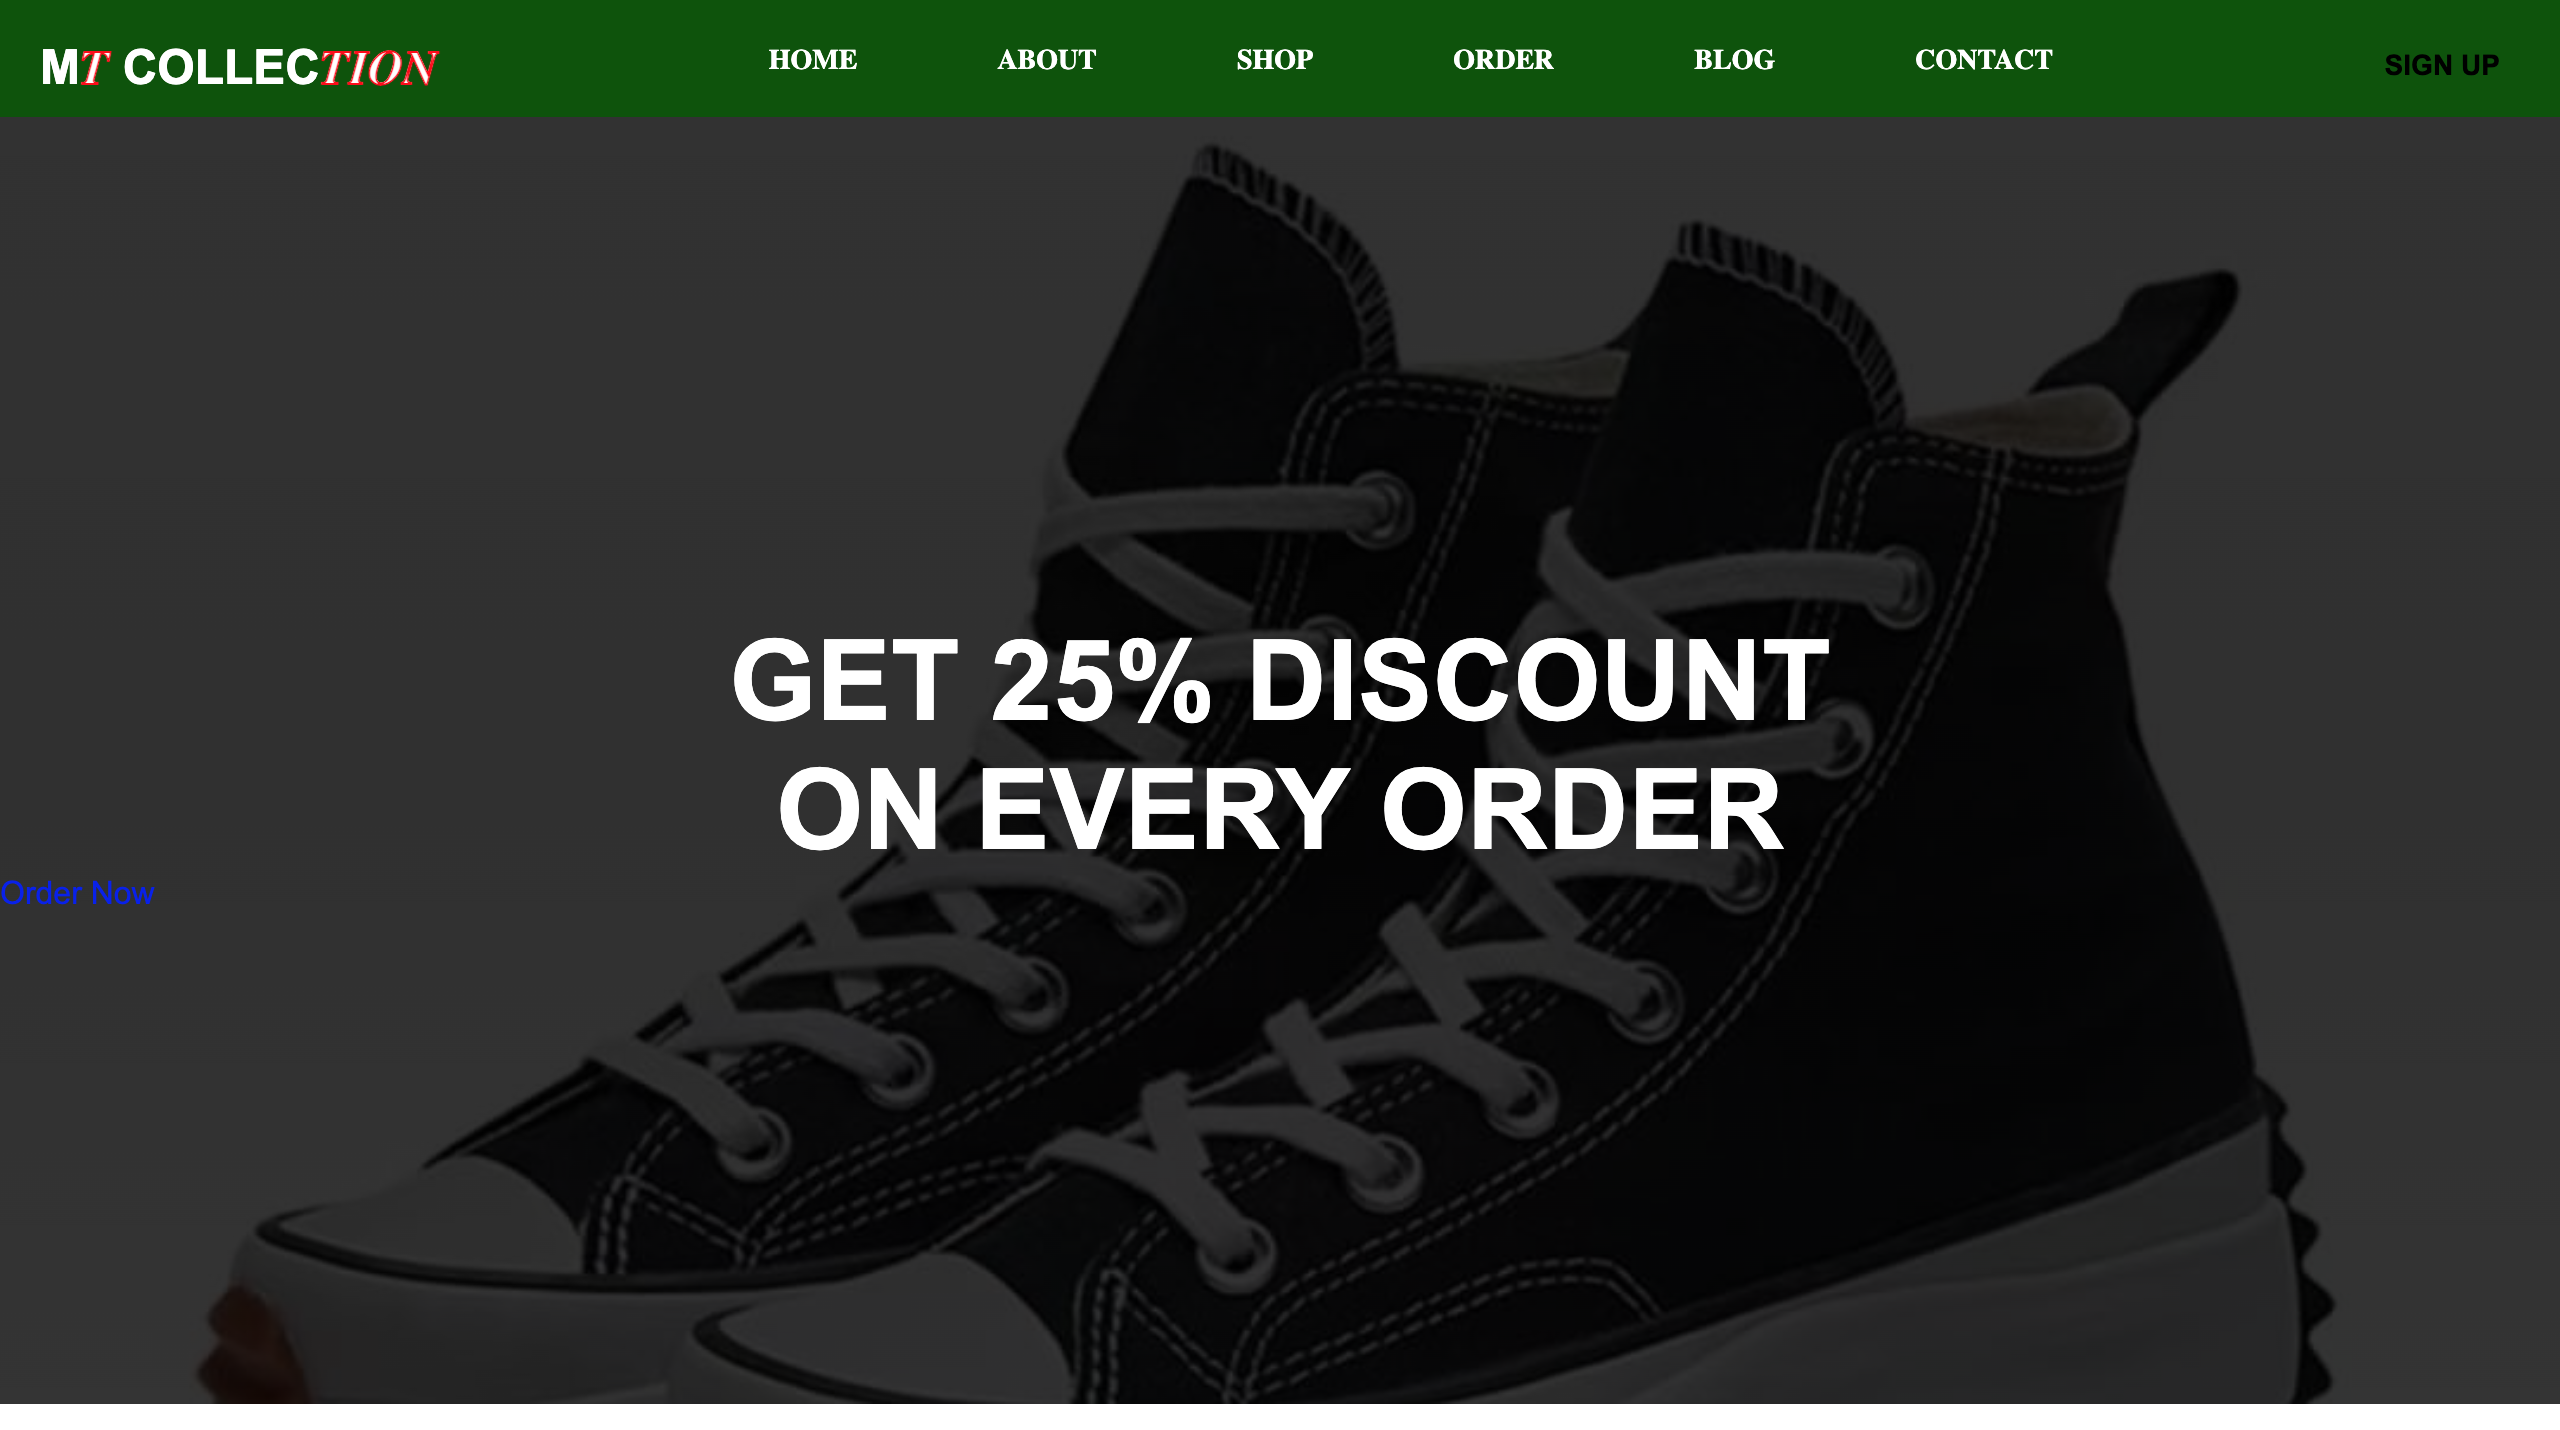 MT COLLECTION
HOME ABOUT SHOP ORDER BLOG CONTACT
SIGN UP
GET 25% DISCOUNT
ON EVERY ORDER
Order Now